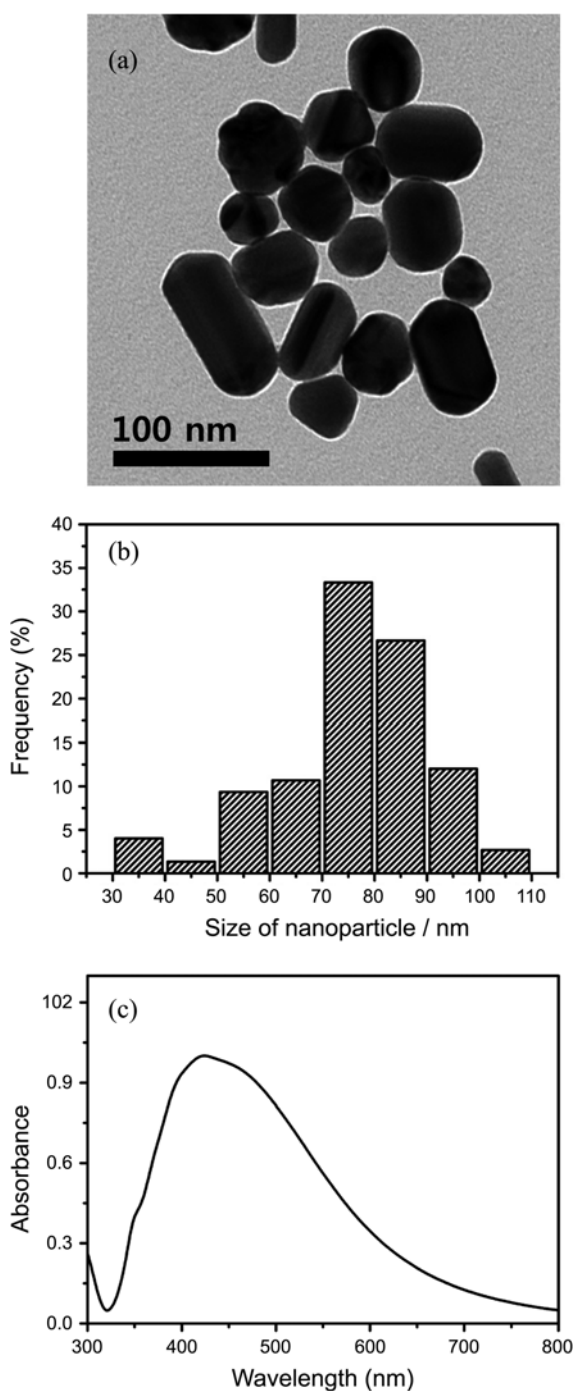 (a)
100 nm
40
(b)
35
30
25
20
15
10
5
0
30 40 50 60 70 80 90 100 110
Frequency (%)
Size of nanoparticle / nm
102
(c)
0.9
0.6
0.3
0.0
300 400 500 600 700 800
Absorbance
Wavelength (nm)